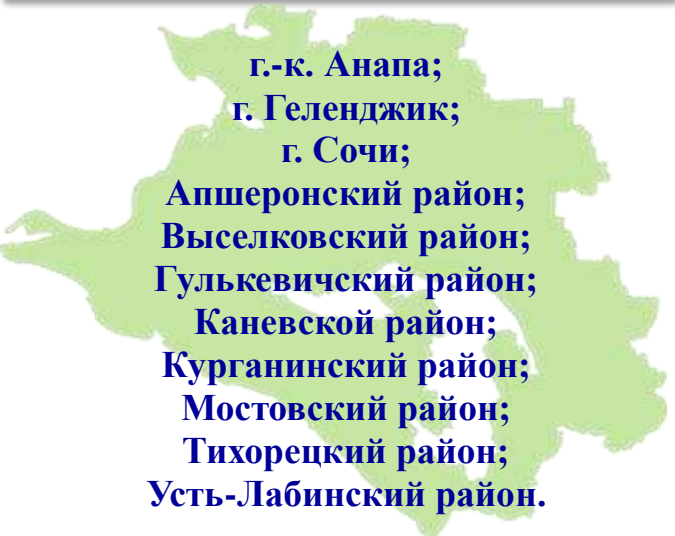 г.-к. Анапа;
г. Геленджик;
г. Сочи;
Апшеронский район;
Выселковский район;
Гулькевичский район;
Каневской район;
Курганинский район;
Мостовский район;
Тихорецкий район;
Усть-Лабинский район.